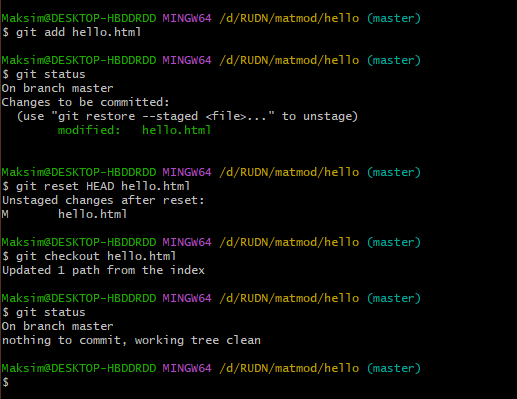 Maksim@DESKTOP-HBDDRDD MINGW64 /d/RUDN/matmod/hello (master)
$ git add hello.html
Maksim@DESKTOP-HBDDRDD MINGW64 /d/RUDN/matmod/hello (master)
$ git status
On branch master
Changes to be committed:
  (use "git restore --staged <file>..." to unstage)
        modified:   hello.html
Maksim@DESKTOP-HBDDRDD MINGW64 /d/RUDN/matmod/hello (master)
$ git reset HEAD hello.html
Unstaged changes after reset:
M       hello.html
Maksim@DESKTOP-HBDDRDD MINGW64 /d/RUDN/matmod/hello (master)
$ git checkout hello.html
Updated 1 path from the index
Maksim@DESKTOP-HBDDRDD MINGW64 /d/RUDN/matmod/hello (master)
$ git status
On branch master
nothing to commit, working tree clean
Maksim@DESKTOP-HBDDRDD MINGW64 /d/RUDN/matmod/hello (master)
$